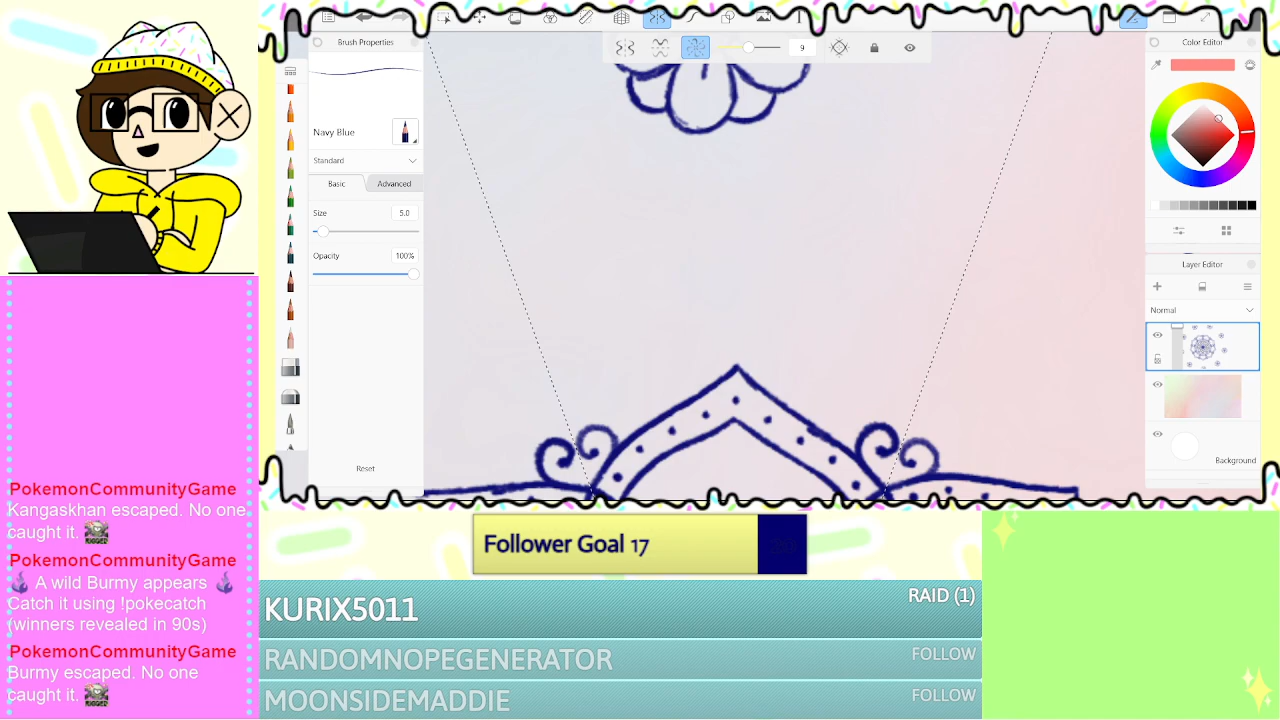 Brush Properties
Navy Blue
Standard
Basic
Advanced
Size
5.0
Opacity
100%
Reset
9
Color Editor
Layer Editor
Normal
Background
PokemonCommunityGame
Kangaskhan escaped. No one
caught it.
PokemonCommunityGame
A wild Burmy appears
Catch it using !pokecatch
(winners revealed in 90s)
PokemonCommunityGame
Burmy escaped. No one
caught it.
Follower Goal 17
KURIX5011
RAID (1)
RANDOMNOPEGENERATOR
FOLLOW
MOONSIDEMADDIE
FOLLOW